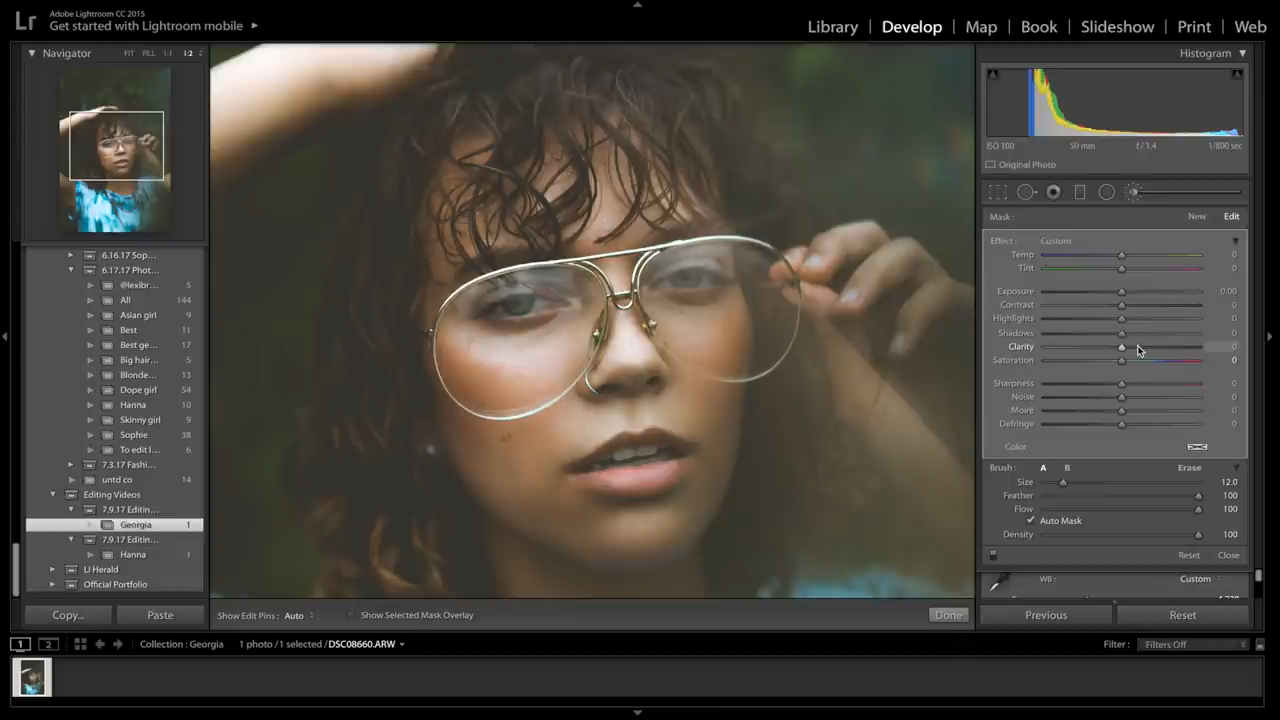 Lr
Adobe Lightroom CC 2015
Get started with Lightroom mobile
Library | Develop | Map | Book | Slideshow | Print | Web
Navigator FIT FILL 1:1 1:2
Histogram
ISO 100 50 mm f / 1.4 1/800 sec
Original Photo
Mask : New Edit
Effect : Custom
Temp 0
Tint 0
Exposure 0.00
Contrast 0
Highlights 0
Shadows 0
Clarity 0
Saturation 0
Sharpness 0
Noise 0
Moiré 0
Defringe 0
Color
Brush : A B Erase
Size 12.0
Feather 100
Flow 100
Auto Mask
Density 100
Reset Close
WB : Custom
6.16.17 Sop...
6.17.17 Phot...
@lexibr... 5
All 144
Asian girl 9
Best 11
Best ge... 17
Big hair... 5
Blonde... 13
Dope girl 54
Hanna 10
Skinny girl 9
Sophie 38
To edit I... 6
7.3.17 Fashi...
untd co 14
Editing Videos
7.9.17 Editin...
Georgia 1
7.9.17 Editin...
Hanna 1
LI Herald
Official Portfolio
Copy... Paste
Show Edit Pins : Auto Show Selected Mask Overlay Done
Previous Reset
1 2 Collection : Georgia 1 photo / 1 selected / DSC08660.ARW Filter : Filters Off